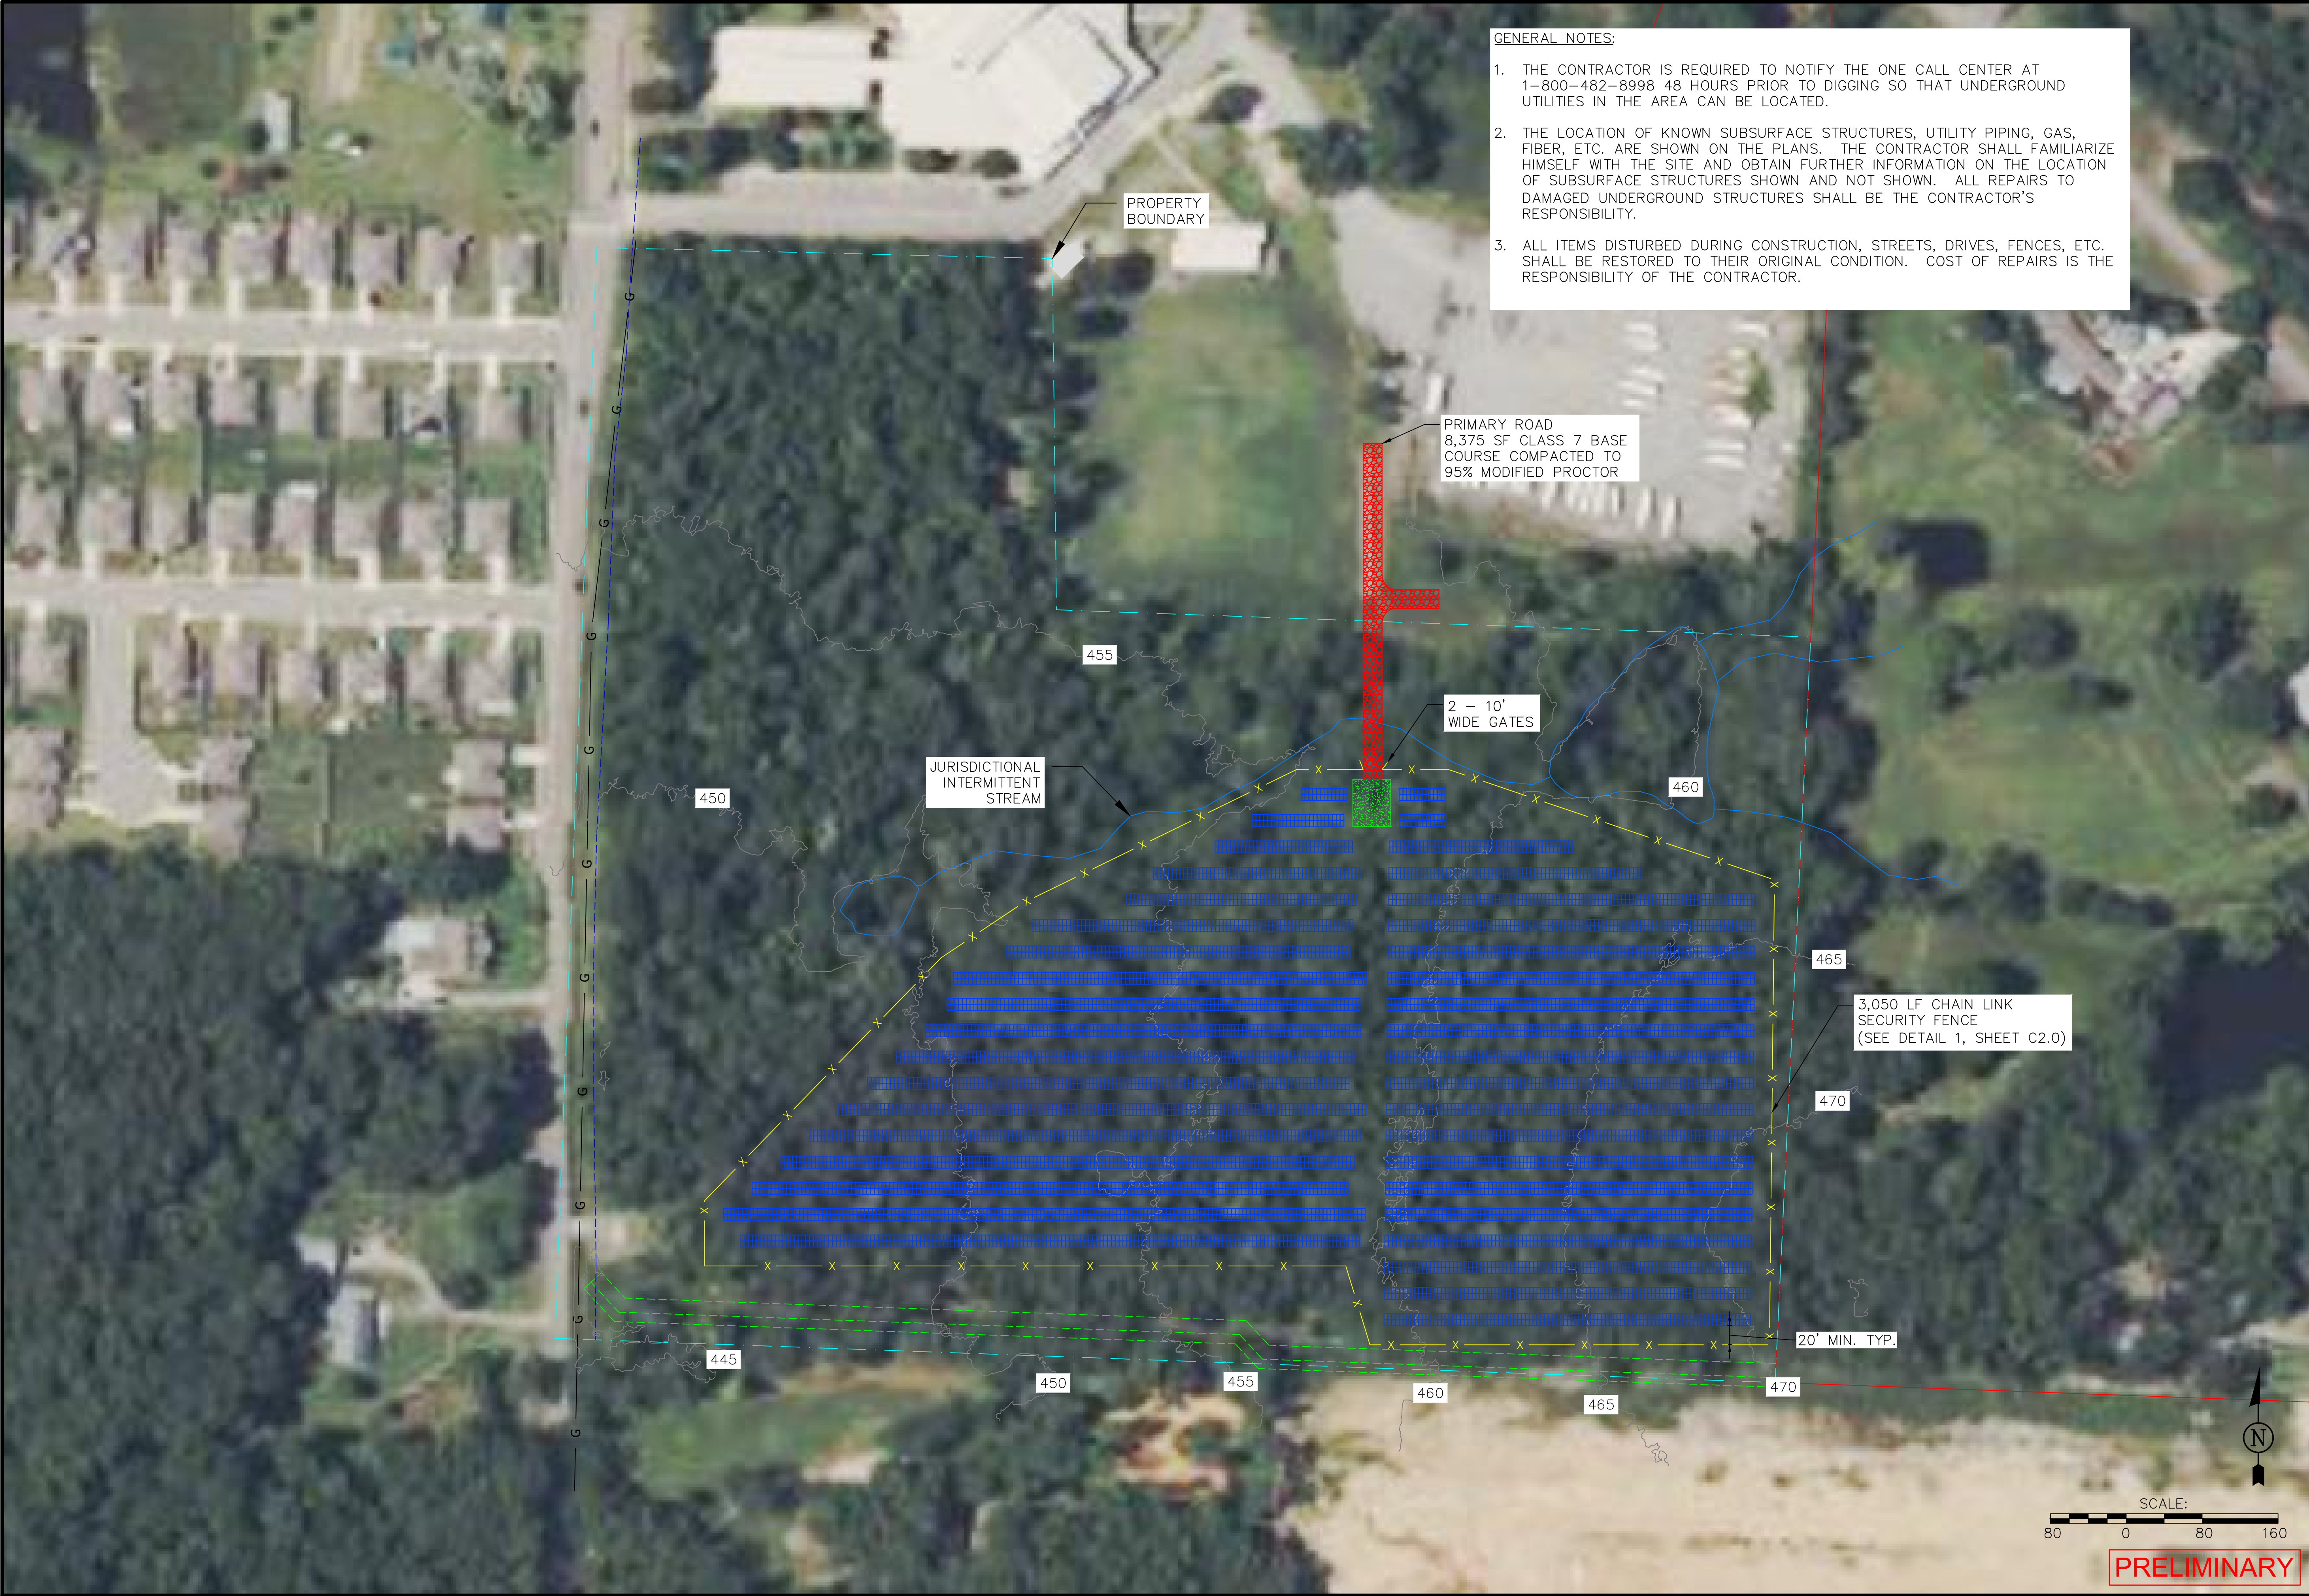 GENERAL NOTES:
1. THE CONTRACTOR IS REQUIRED TO NOTIFY THE ONE CALL CENTER AT
1-800-482-8998 48 HOURS PRIOR TO DIGGING SO THAT UNDERGROUND
UTILITIES IN THE AREA CAN BE LOCATED.
2. THE LOCATION OF KNOWN SUBSURFACE STRUCTURES, UTILITY PIPING, GAS,
FIBER, ETC. ARE SHOWN ON THE PLANS. THE CONTRACTOR SHALL FAMILIARIZE
HIMSELF WITH THE SITE AND OBTAIN FURTHER INFORMATION ON THE LOCATION
OF SUBSURFACE STRUCTURES SHOWN AND NOT SHOWN. ALL REPAIRS TO
DAMAGED UNDERGROUND STRUCTURES SHALL BE THE CONTRACTOR'S
RESPONSIBILITY.
3. ALL ITEMS DISTURBED DURING CONSTRUCTION, STREETS, DRIVES, FENCES, ETC.
SHALL BE RESTORED TO THEIR ORIGINAL CONDITION. COST OF REPAIRS IS THE
RESPONSIBILITY OF THE CONTRACTOR.
PROPERTY
BOUNDARY
PRIMARY ROAD
8,375 SF CLASS 7 BASE
COURSE COMPACTED TO
95% MODIFIED PROCTOR
455
2 - 10'
WIDE GATES
JURISDICTIONAL
INTERMITTENT
STREAM
450
460
465
3,050 LF CHAIN LINK
SECURITY FENCE
(SEE DETAIL 1, SHEET C2.0)
470
20' MIN. TYP.
445
450
455
460
465
470
G
G
G
G
G
G
G
G
G
G
G
N
SCALE:
80 0 80 160
PRELIMINARY